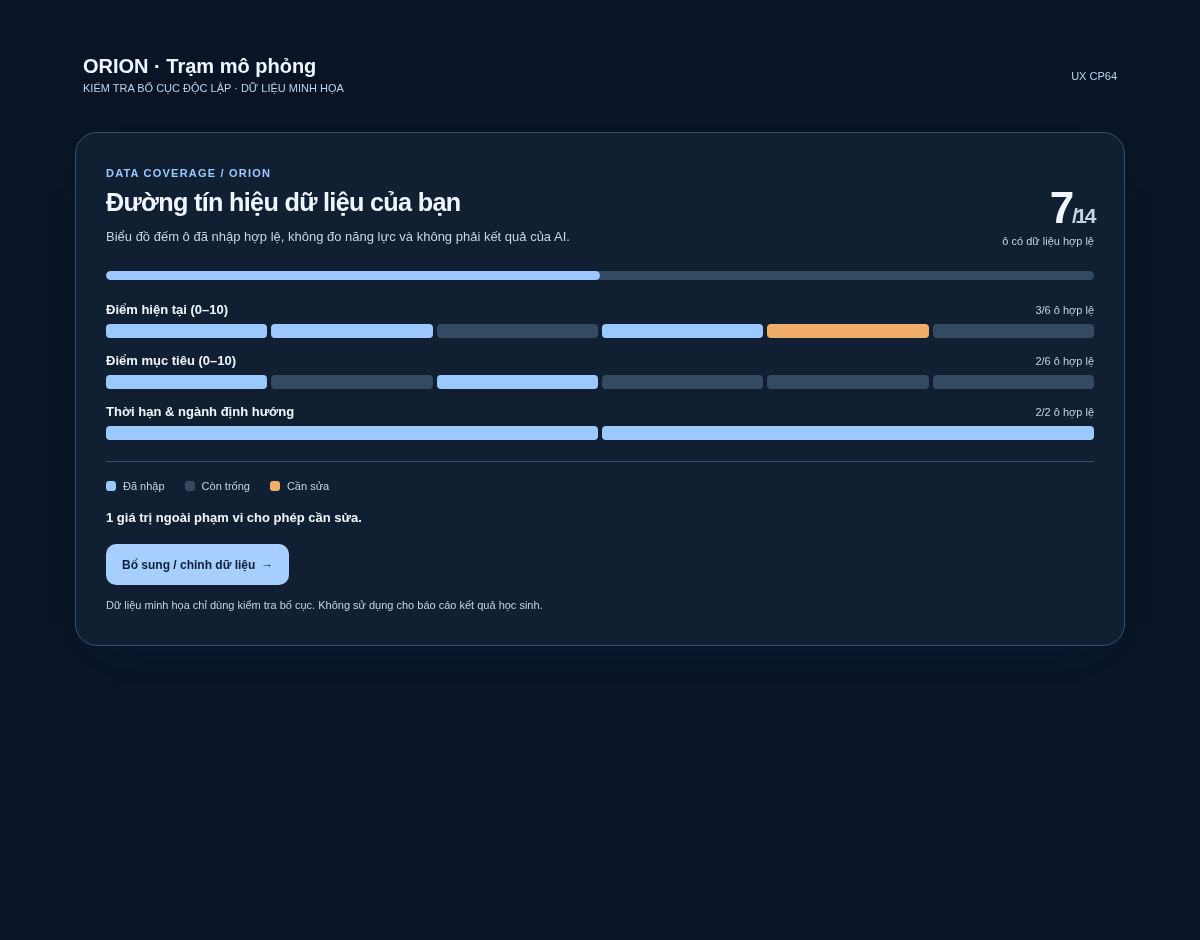 ORION · Trạm mô phỏng
KIỂM TRA BỐ CỤC ĐỘC LẬP · DỮ LIỆU MINH HỌA
UX CP64
DATA COVERAGE / ORION
Đường tín hiệu dữ liệu của bạn
7/14
Biểu đồ đếm ô đã nhập hợp lệ, không đo năng lực và không phải kết quả của AI.
ô có dữ liệu hợp lệ
Điểm hiện tại (0–10)
3/6 ô hợp lệ
Điểm mục tiêu (0–10)
2/6 ô hợp lệ
Thời hạn & ngành định hướng
2/2 ô hợp lệ
Đã nhập
Còn trống
Cần sửa
1 giá trị ngoài phạm vi cho phép cần sửa.
Bổ sung / chỉnh dữ liệu →
Dữ liệu minh họa chỉ dùng kiểm tra bố cục. Không sử dụng cho báo cáo kết quả học sinh.